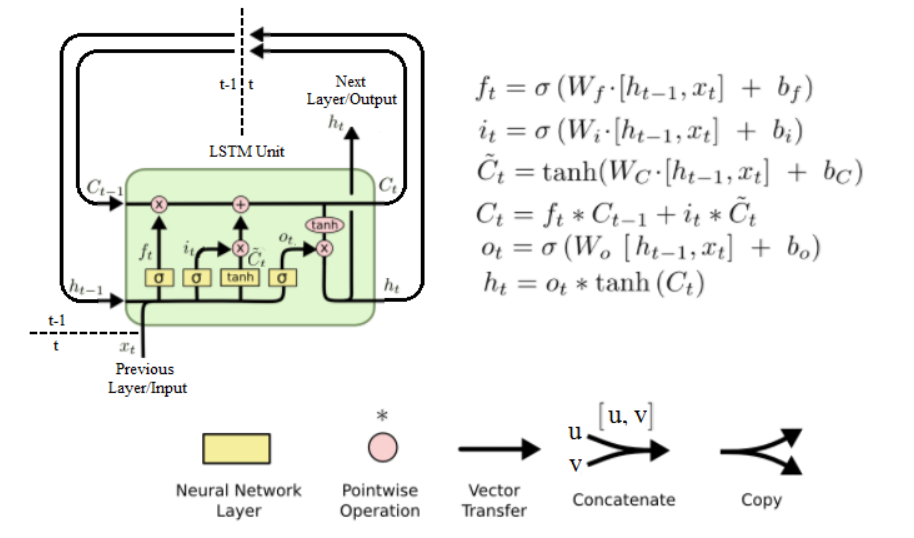 t-1 t
Next
Layer/Output
h_t
LSTM Unit
C_{t-1}
C_t
× + tanh
f_t i_t × C̃_t o_t ×
σ σ tanh σ
h_{t-1}
h_t
t-1
t
x_t
Previous
Layer/Input
f_t = σ (W_f·[h_{t-1}, x_t] + b_f)
i_t = σ (W_i·[h_{t-1}, x_t] + b_i)
C̃_t = tanh(W_C·[h_{t-1}, x_t] + b_C)
C_t = f_t * C_{t-1} + i_t * C̃_t
o_t = σ (W_o [h_{t-1}, x_t] + b_o)
h_t = o_t * tanh (C_t)
Neural Network
Layer
*
Pointwise
Operation
Vector
Transfer
[u, v]
u
v
Concatenate
Copy